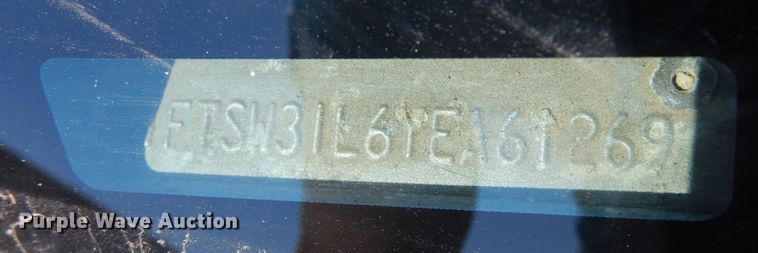 FTSW31L6YEA61269
Purple Wave Auction